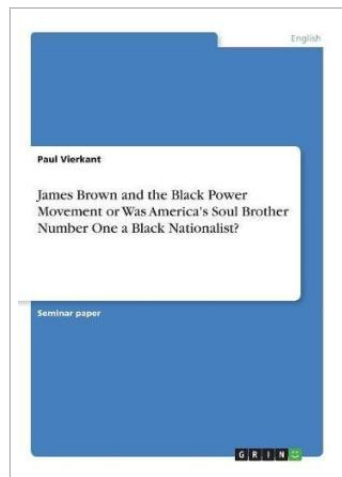 English
Paul Vierkant
James Brown and the Black Power
Movement or Was America's Soul Brother
Number One a Black Nationalist?
Seminar paper
GRIN